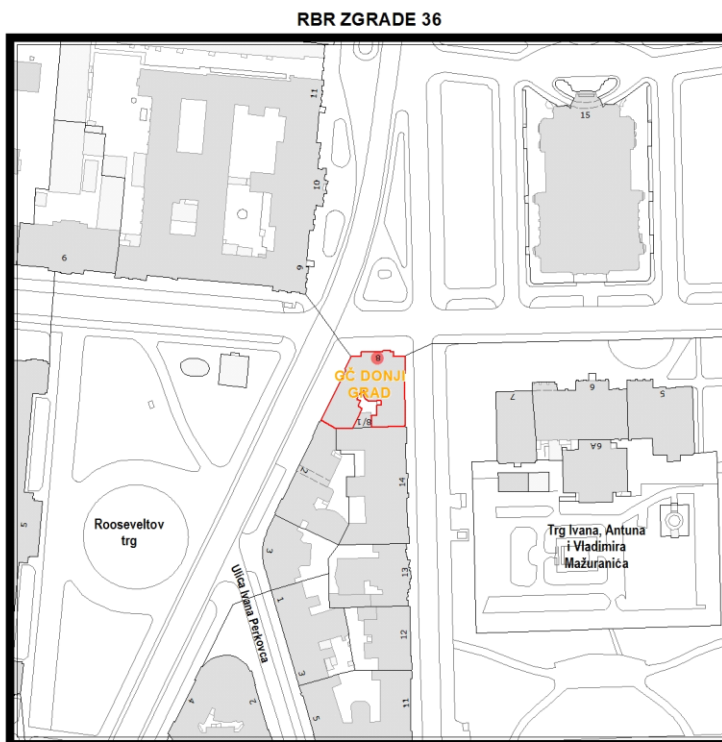 RBR ZGRADE 36
11
15
10
6
9
8
GČ DONJI
GRAD
7
6
5
8/1
6A
2
14
5
Rooseveltov
trg
Trg Ivana, Antuna
i Vladimira
Mažuranića
3
13
Ulica Ivana Perkovca
1
12
3
4
2
5
11